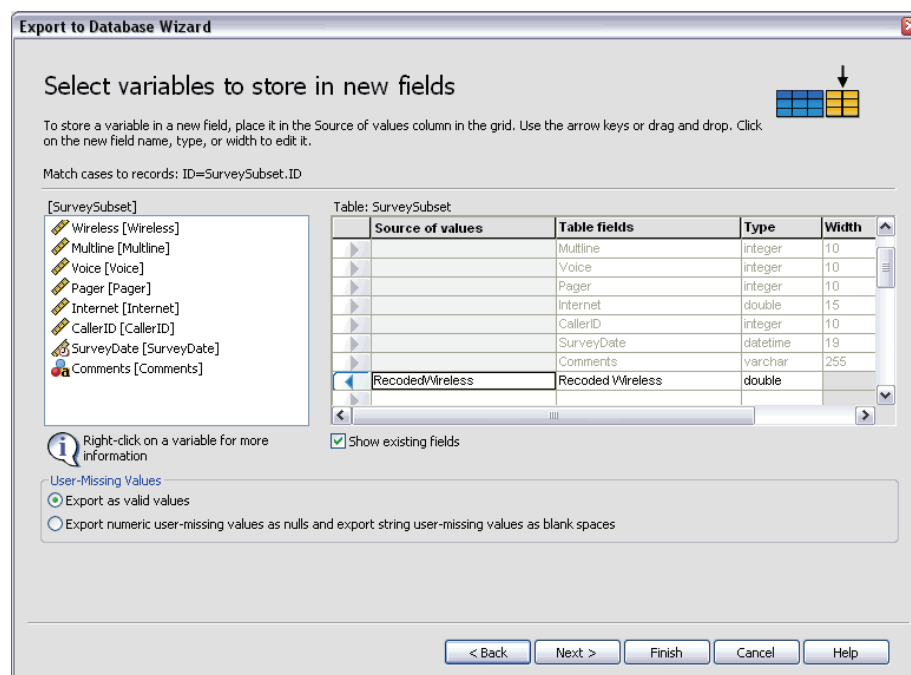 Export to Database Wizard
Select variables to store in new fields
To store a variable in a new field, place it in the Source of values column in the grid. Use the arrow keys or drag and drop. Click
on the new field name, type, or width to edit it.
Match cases to records: ID=SurveySubset.ID
[SurveySubset]
Wireless [Wireless]
Multline [Multline]
Voice [Voice]
Pager [Pager]
Internet [Internet]
CallerID [CallerID]
SurveyDate [SurveyDate]
Comments [Comments]
Right-click on a variable for more
information
Table: SurveySubset
Source of values Table fields Type Width
Multline integer 10
Voice integer 10
Pager integer 10
Internet double 15
CallerID integer 10
SurveyDate datetime 19
Comments varchar 255
RecodedWireless Recoded Wireless double
Show existing fields
User-Missing Values
Export as valid values
Export numeric user-missing values as nulls and export string user-missing values as blank spaces
< Back Next > Finish Cancel Help